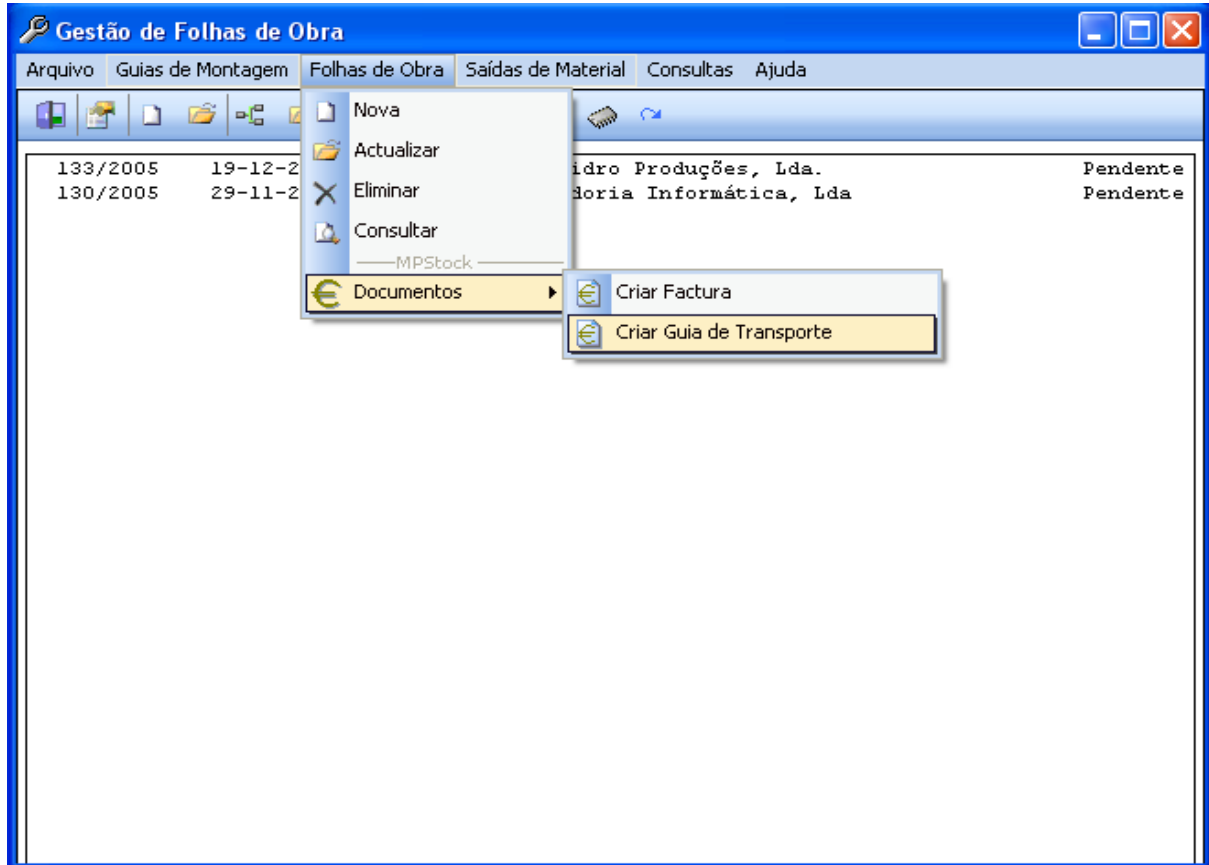 Gestão de Folhas de Obra
Arquivo Guias de Montagem Folhas de Obra Saídas de Material Consultas Ajuda
Nova
Actualizar
Eliminar
Consultar
MPStock
Documentos
Criar Factura
Criar Guia de Transporte
133/2005 19-12-2 idro Produções, Lda. Pendente
130/2005 29-11-2 doria Informática, Lda Pendente